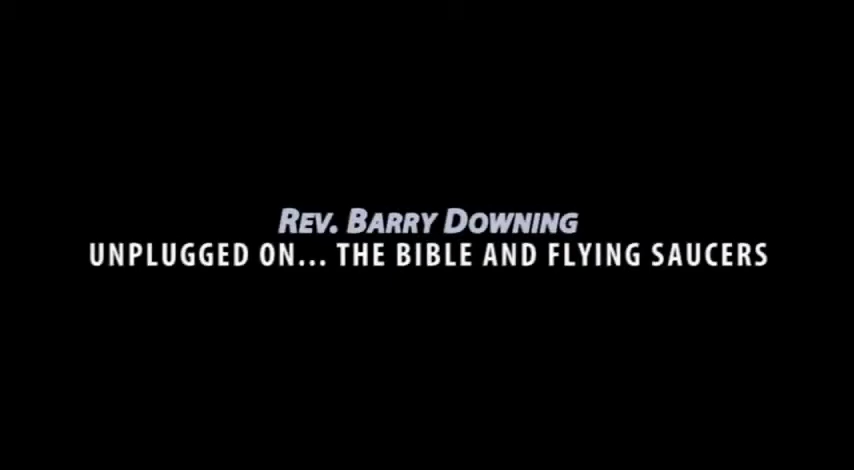 REV. BARRY DOWNING
UNPLUGGED ON... THE BIBLE AND FLYING SAUCERS